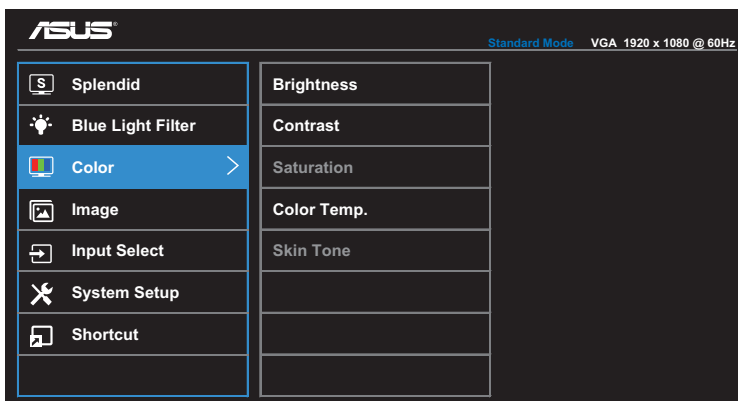 ASUS
Standard Mode VGA 1920 x 1080 @ 60Hz
S Splendid
Blue Light Filter
Color
Image
Input Select
System Setup
Shortcut
Brightness
Contrast
Saturation
Color Temp.
Skin Tone